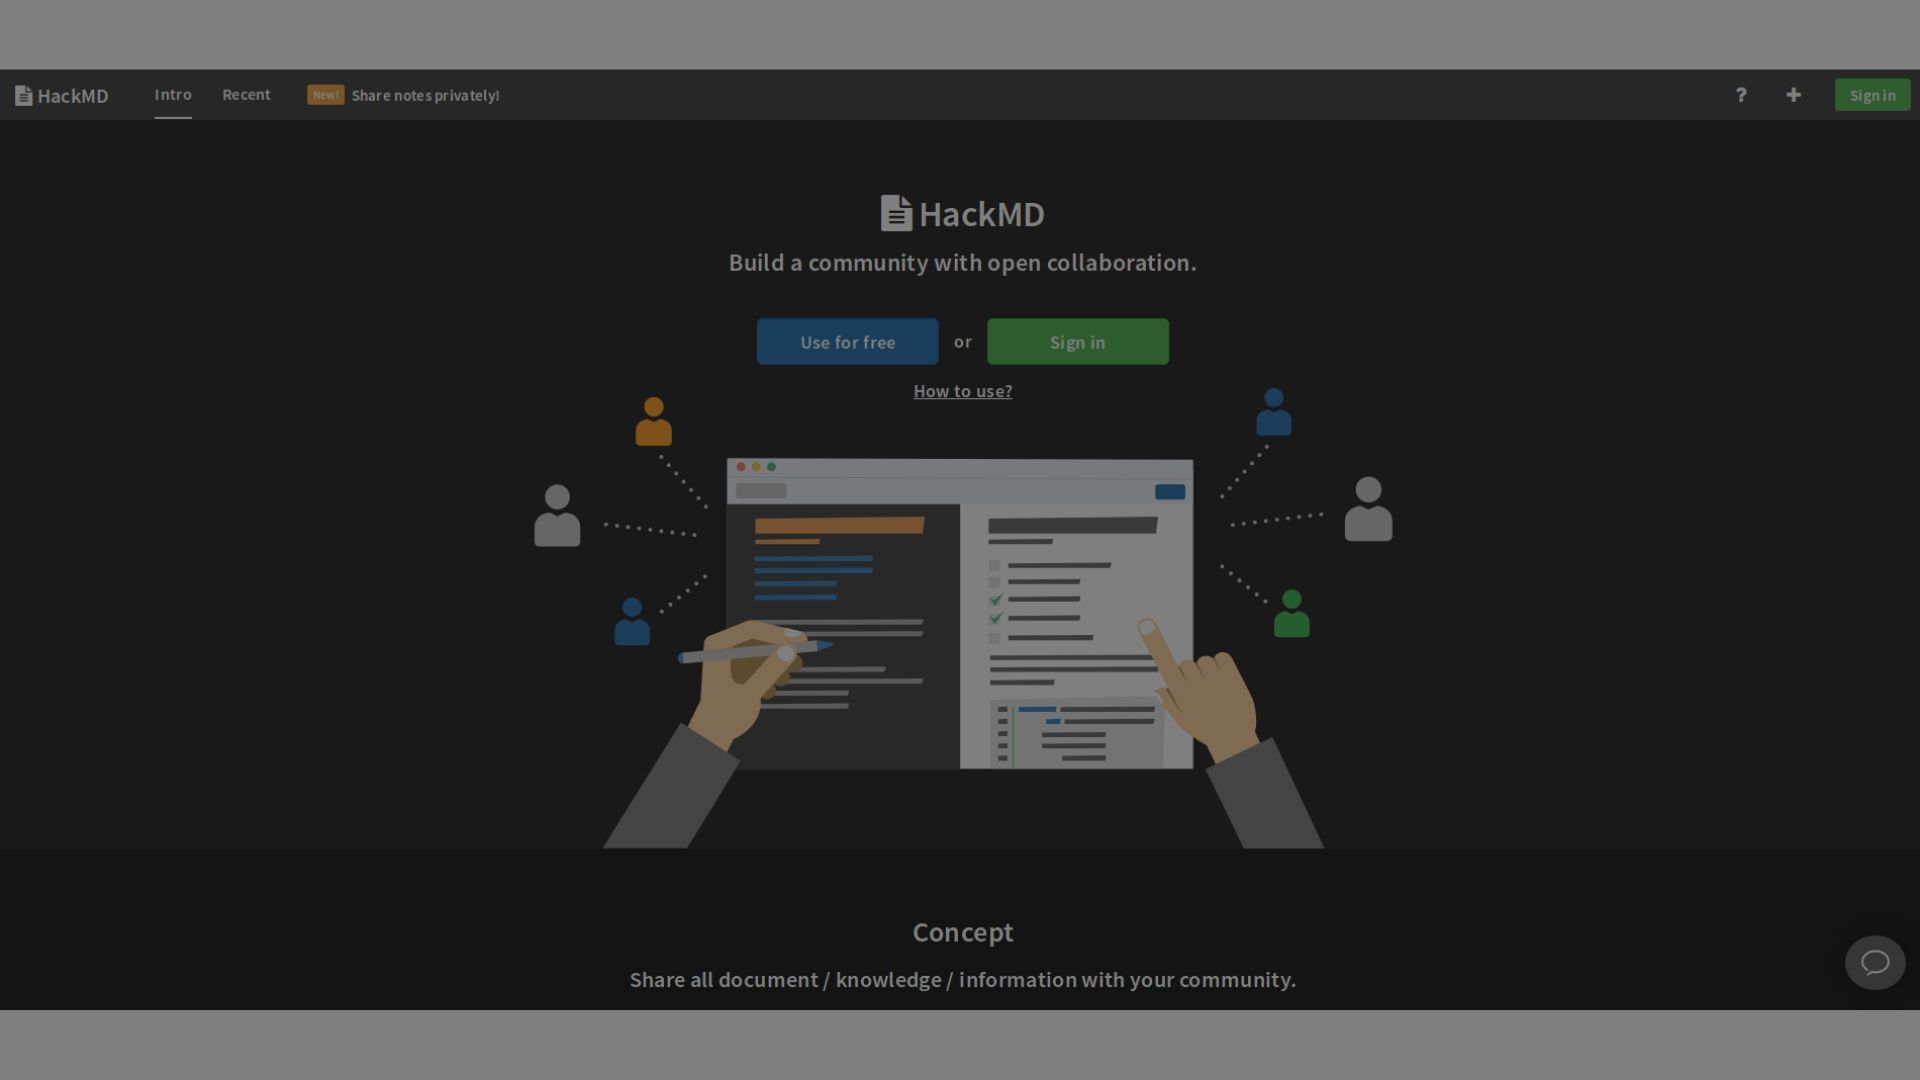 HackMD
Intro
Recent
New! Share notes privately!
?
+
Sign in
HackMD
Build a community with open collaboration.
Use for free or Sign in
How to use?
Concept
Share all document / knowledge / information with your community.